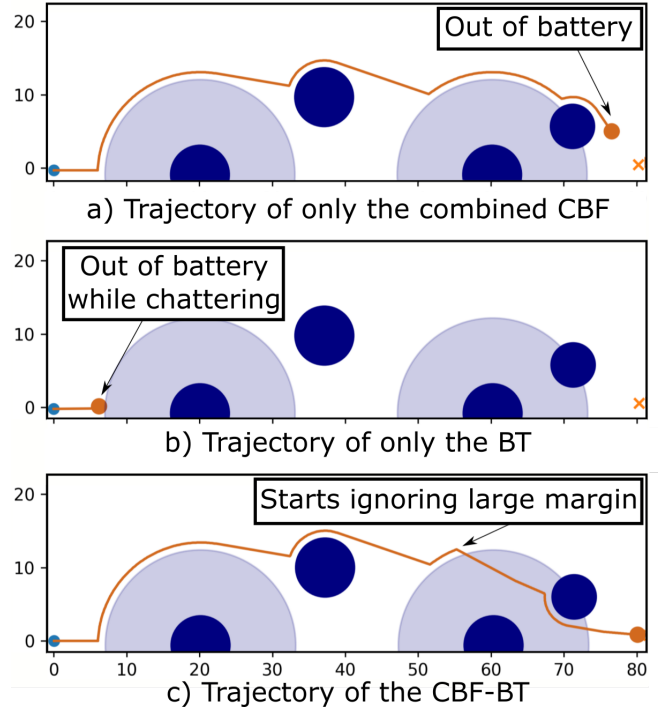 20
10
0
Out of battery
a) Trajectory of only the combined CBF
20
10
0
Out of battery
while chattering
b) Trajectory of only the BT
20
10
0
Starts ignoring large margin
0 10 20 30 40 50 60 70 80
c) Trajectory of the CBF-BT